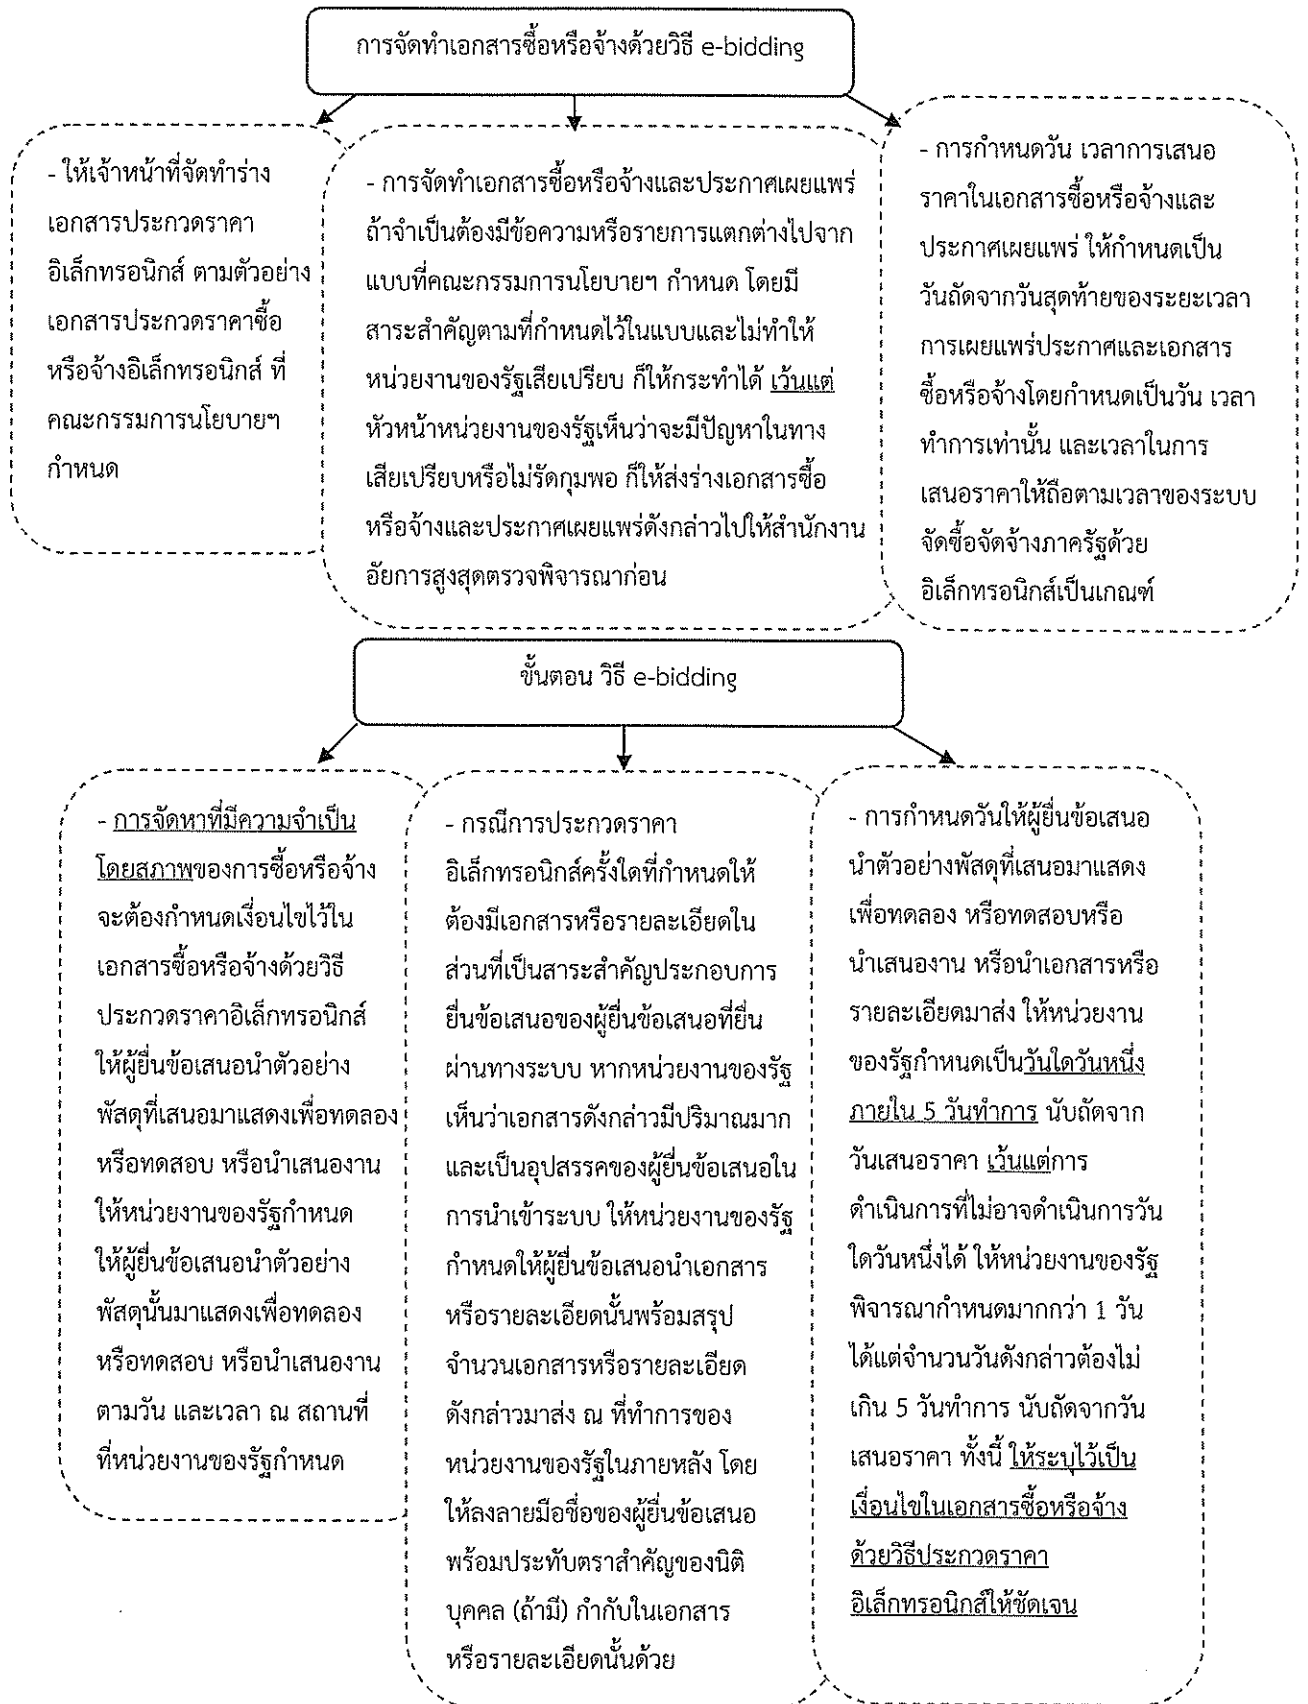 การจัดทำเอกสารซื้อหรือจ้างด้วยวิธี e-bidding
- ให้เจ้าหน้าที่จัดทำร่าง
เอกสารประกวดราคา
อิเล็กทรอนิกส์ ตามตัวอย่าง
เอกสารประกวดราคาซื้อ
หรือจ้างอิเล็กทรอนิกส์ ที่
คณะกรรมการนโยบายฯ
กำหนด
- การจัดทำเอกสารซื้อหรือจ้างและประกาศเผยแพร่
ถ้าจำเป็นต้องมีข้อความหรือรายการแตกต่างไปจาก
แบบที่คณะกรรมการนโยบายฯ กำหนด โดยมี
สาระสำคัญตามที่กำหนดไว้ในแบบและไม่ทำให้
หน่วยงานของรัฐเสียเปรียบ ก็ให้กระทำได้ เว้นแต่
หัวหน้าหน่วยงานของรัฐเห็นว่าจะมีปัญหาในทาง
เสียเปรียบหรือไม่รัดกุมพอ ก็ให้ส่งร่างเอกสารซื้อ
หรือจ้างและประกาศเผยแพร่ดังกล่าวไปให้สำนักงาน
อัยการสูงสุดตรวจพิจารณาก่อน
- การกำหนดวัน เวลาการเสนอ
ราคาในเอกสารซื้อหรือจ้างและ
ประกาศเผยแพร่ ให้กำหนดเป็น
วันถัดจากวันสุดท้ายของระยะเวลา
การเผยแพร่ประกาศและเอกสาร
ซื้อหรือจ้างโดยกำหนดเป็นวัน เวลา
ทำการเท่านั้น และเวลาในการ
เสนอราคาให้ถือตามเวลาของระบบ
จัดซื้อจัดจ้างภาครัฐด้วย
อิเล็กทรอนิกส์เป็นเกณฑ์
ขั้นตอน วิธี e-bidding
- การจัดหาที่มีความจำเป็น
โดยสภาพของการซื้อหรือจ้าง
จะต้องกำหนดเงื่อนไขไว้ใน
เอกสารซื้อหรือจ้างด้วยวิธี
ประกวดราคาอิเล็กทรอนิกส์
ให้ผู้ยื่นข้อเสนอนำตัวอย่าง
พัสดุที่เสนอมาแสดงเพื่อทดลอง
หรือทดสอบ หรือนำเสนองาน
ให้หน่วยงานของรัฐกำหนด
ให้ผู้ยื่นข้อเสนอนำตัวอย่าง
พัสดุนั้นมาแสดงเพื่อทดลอง
หรือทดสอบ หรือนำเสนองาน
ตามวัน และเวลา ณ สถานที่
ที่หน่วยงานของรัฐกำหนด
- กรณีการประกวดราคา
อิเล็กทรอนิกส์ครั้งใดที่กำหนดให้
ต้องมีเอกสารหรือรายละเอียดใน
ส่วนที่เป็นสาระสำคัญประกอบการ
ยื่นข้อเสนอของผู้ยื่นข้อเสนอที่ยื่น
ผ่านทางระบบ หากหน่วยงานของรัฐ
เห็นว่าเอกสารดังกล่าวมีปริมาณมาก
และเป็นอุปสรรคของผู้ยื่นข้อเสนอใน
การนำเข้าระบบ ให้หน่วยงานของรัฐ
กำหนดให้ผู้ยื่นข้อเสนอนำเอกสาร
หรือรายละเอียดนั้นพร้อมสรุป
จำนวนเอกสารหรือรายละเอียด
ดังกล่าวมาส่ง ณ ที่ทำการของ
หน่วยงานของรัฐในภายหลัง โดย
ให้ลงลายมือชื่อของผู้ยื่นข้อเสนอ
พร้อมประทับตราสำคัญของนิติ
บุคคล (ถ้ามี) กำกับในเอกสาร
หรือรายละเอียดนั้นด้วย
- การกำหนดวันให้ผู้ยื่นข้อเสนอ
นำตัวอย่างพัสดุที่เสนอมาแสดง
เพื่อทดลอง หรือทดสอบหรือ
นำเสนองาน หรือนำเอกสารหรือ
รายละเอียดมาส่ง ให้หน่วยงาน
ของรัฐกำหนดเป็นวันใดวันหนึ่ง
ภายใน 5 วันทำการ นับถัดจาก
วันเสนอราคา เว้นแต่การ
ดำเนินการที่ไม่อาจดำเนินการวัน
ใดวันหนึ่งได้ ให้หน่วยงานของรัฐ
พิจารณากำหนดมากกว่า 1 วัน
ได้แต่จำนวนวันดังกล่าวต้องไม่
เกิน 5 วันทำการ นับถัดจากวัน
เสนอราคา ทั้งนี้ ให้ระบุไว้เป็น
เงื่อนไขในเอกสารซื้อหรือจ้าง
ด้วยวิธีประกวดราคา
อิเล็กทรอนิกส์ให้ชัดเจน